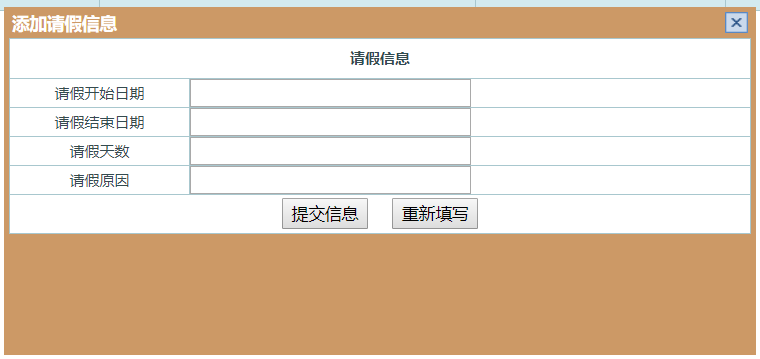 添加请假信息
请假信息
请假开始日期
请假结束日期
请假天数
请假原因
提交信息 重新填写